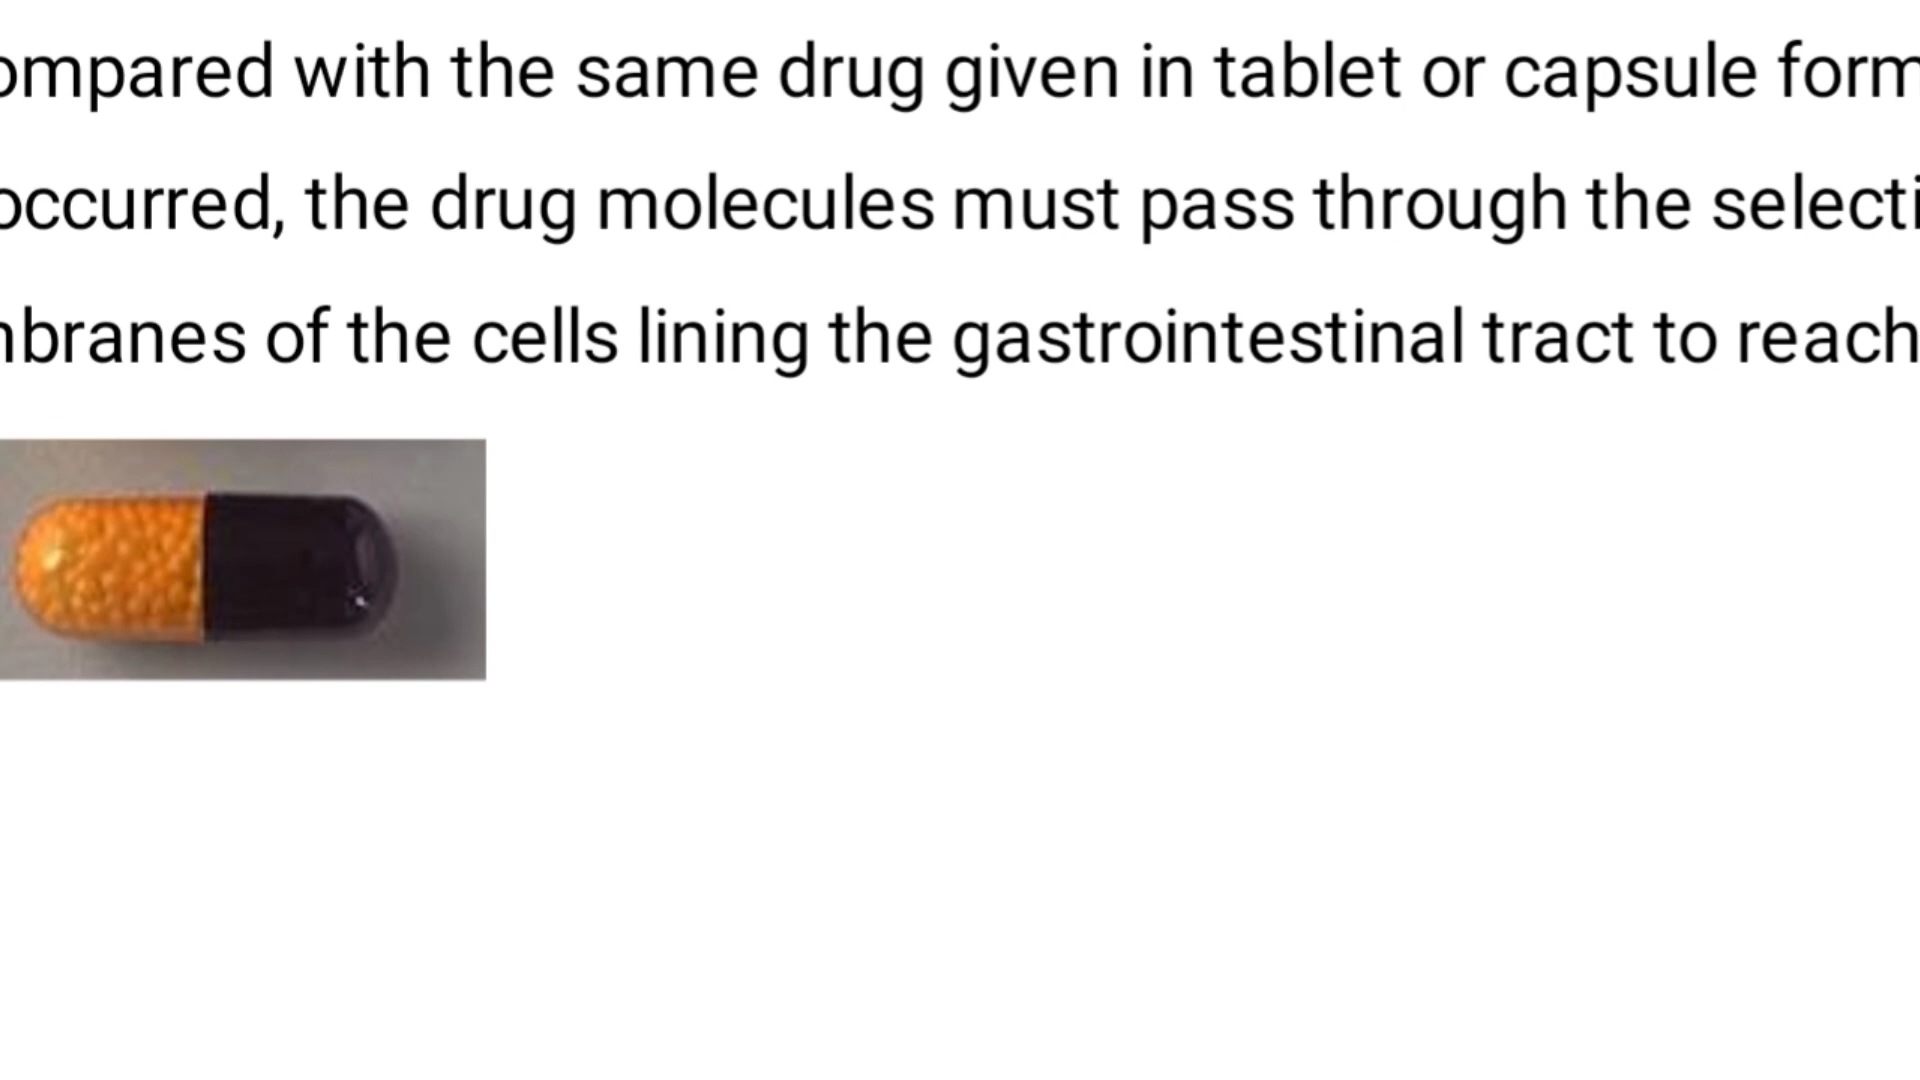 ompared with the same drug given in tablet or capsule form
occurred, the drug molecules must pass through the selecti
nbranes of the cells lining the gastrointestinal tract to reach